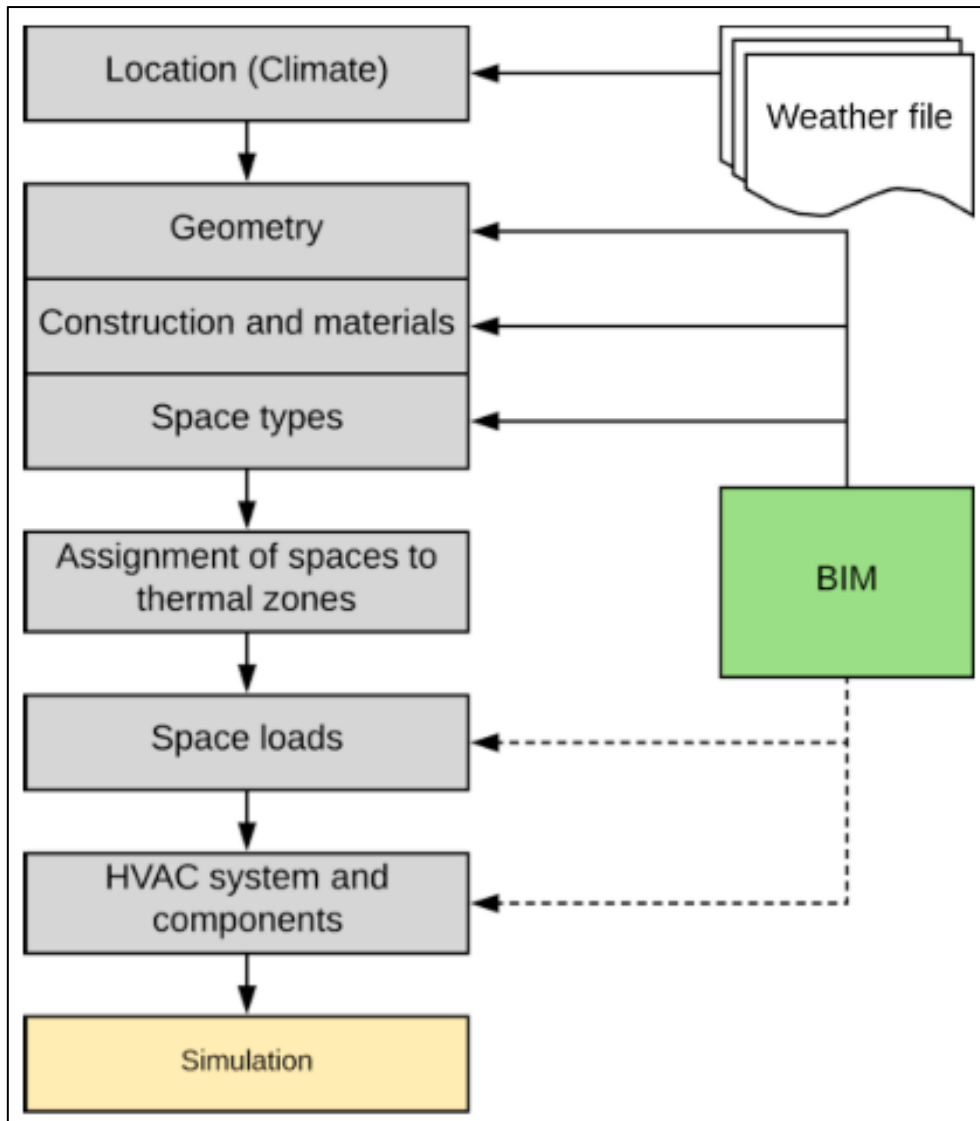 Location (Climate)
Weather file
Geometry
Construction and materials
Space types
Assignment of spaces to
thermal zones
BIM
Space loads
HVAC system and
components
Simulation